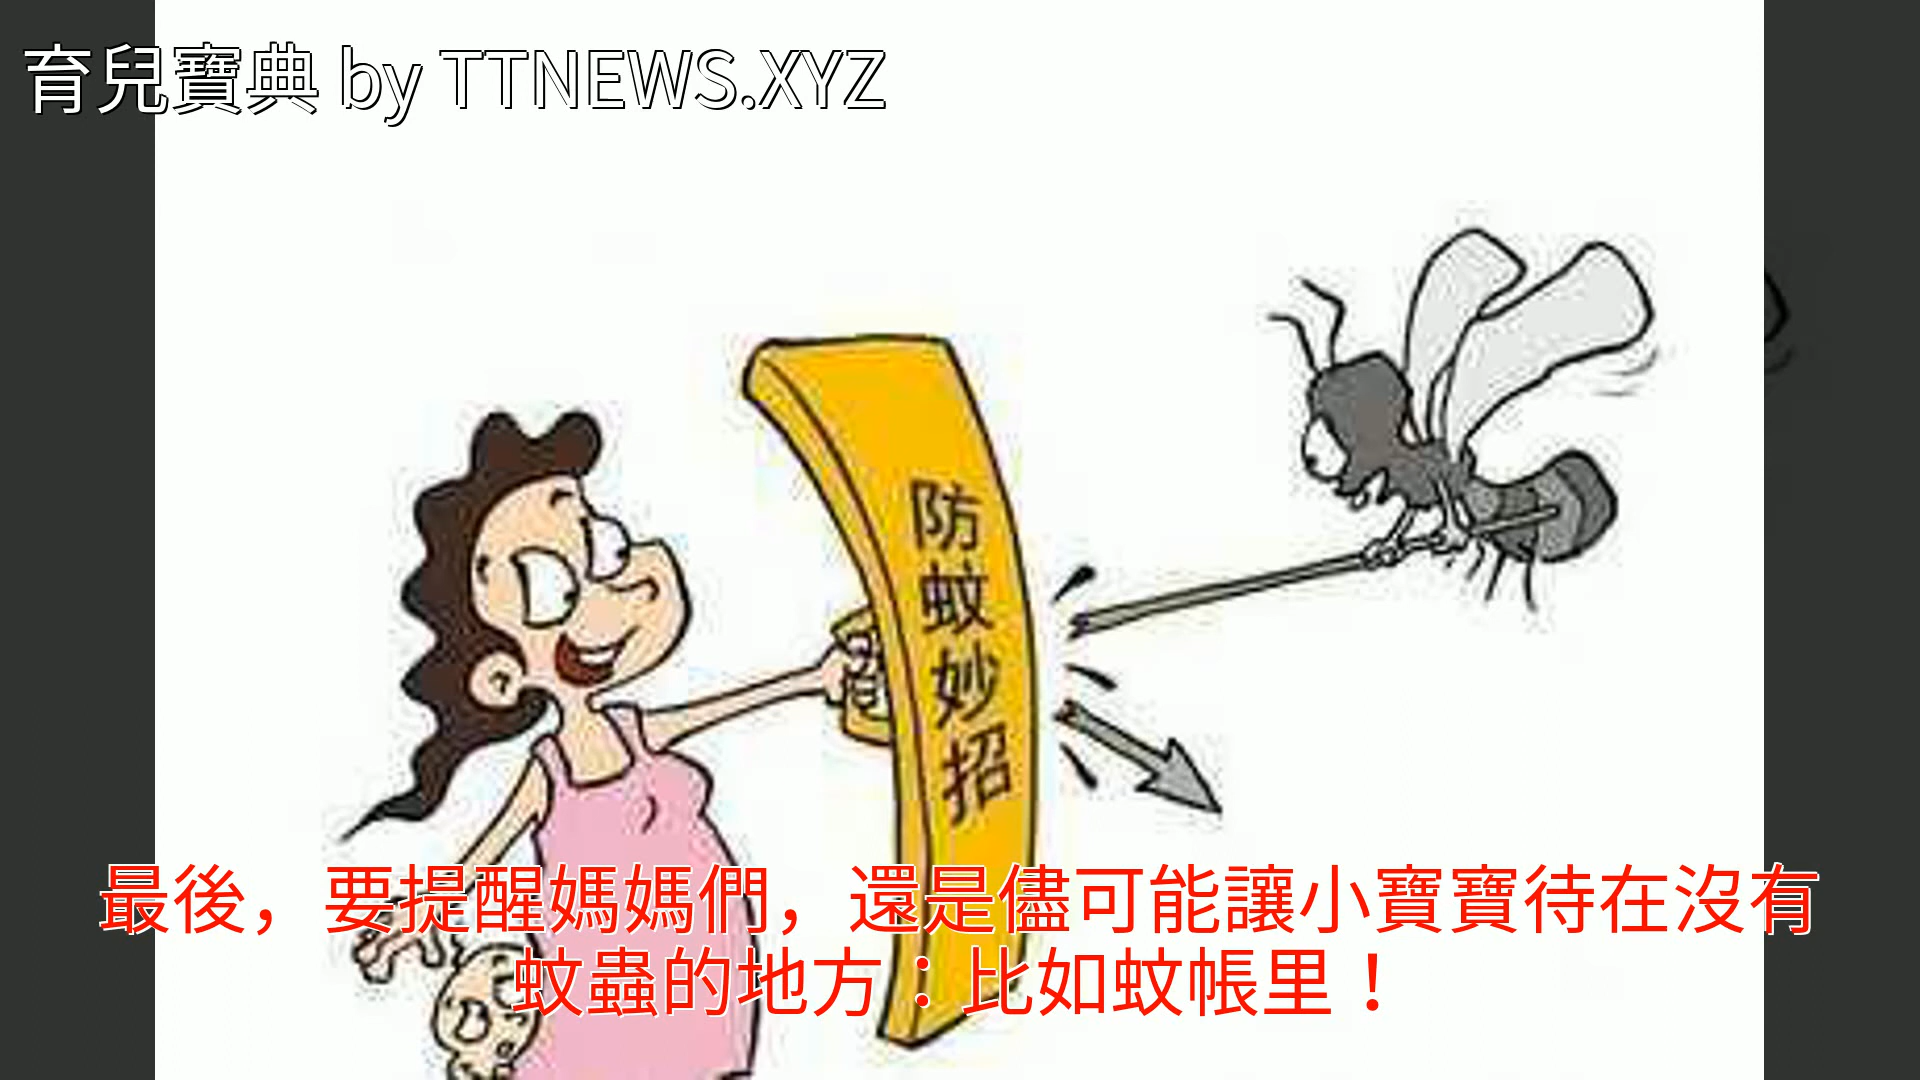 育兒寶典 by TTNEWS.XYZ
防蚊妙招
最後，要提醒媽媽們，還是儘可能讓小寶寶待在沒有
蚊蟲的地方：比如蚊帳里！